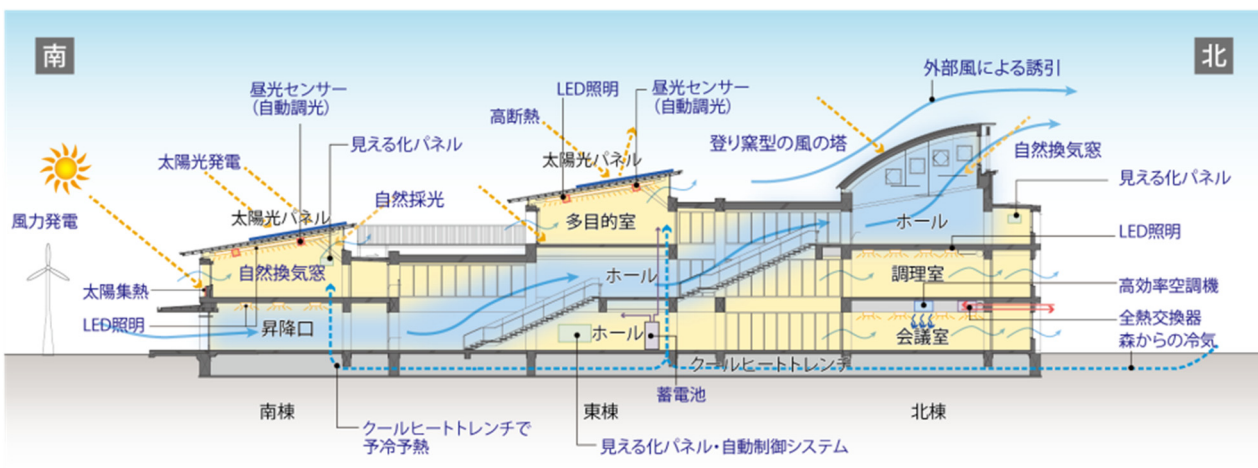 南
北
外部風による誘引
昼光センサー
(自動調光)
LED照明
昼光センサー
(自動調光)
高断熱
登り窯型の風の塔
自然換気窓
太陽光発電
見える化パネル
太陽光パネル
見える化パネル
自然採光
風力発電
太陽光パネル
多目的室
ホール
LED照明
自然換気窓
ホール
調理室
太陽集熱
高効率空調機
LED照明
昇降口
ホール
会議室
全熱交換器
森からの冷気
クールヒートトレンチ
蓄電池
南棟
東棟
北棟
クールヒートトレンチで
予冷予熱
見える化パネル・自動制御システム